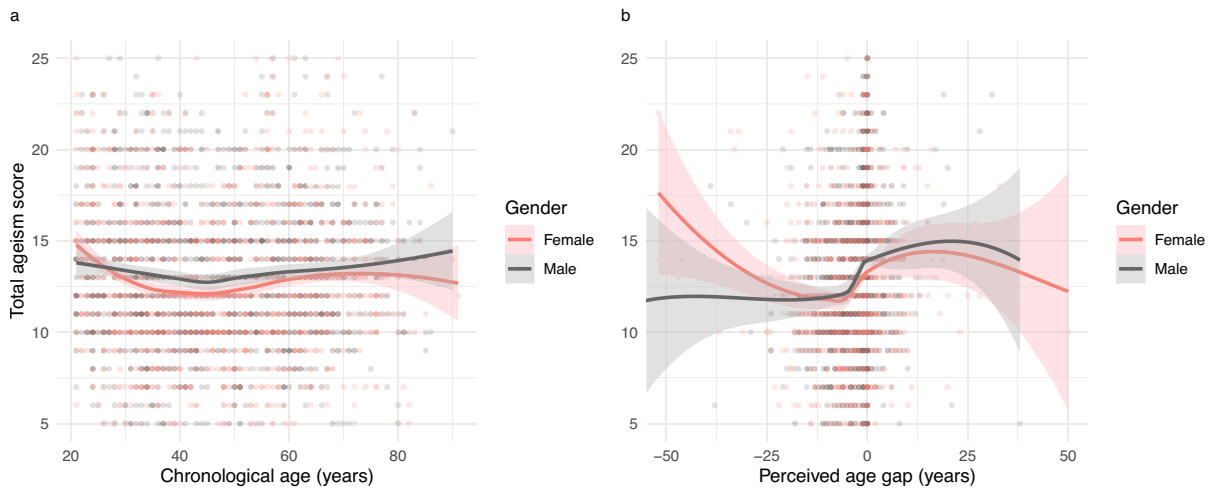 a
Total ageism score
25
20
15
10
5
20 40 60 80
Chronological age (years)
Gender
Female
Male
b
25
20
15
10
5
−50 −25 0 25 50
Perceived age gap (years)
Gender
Female
Male